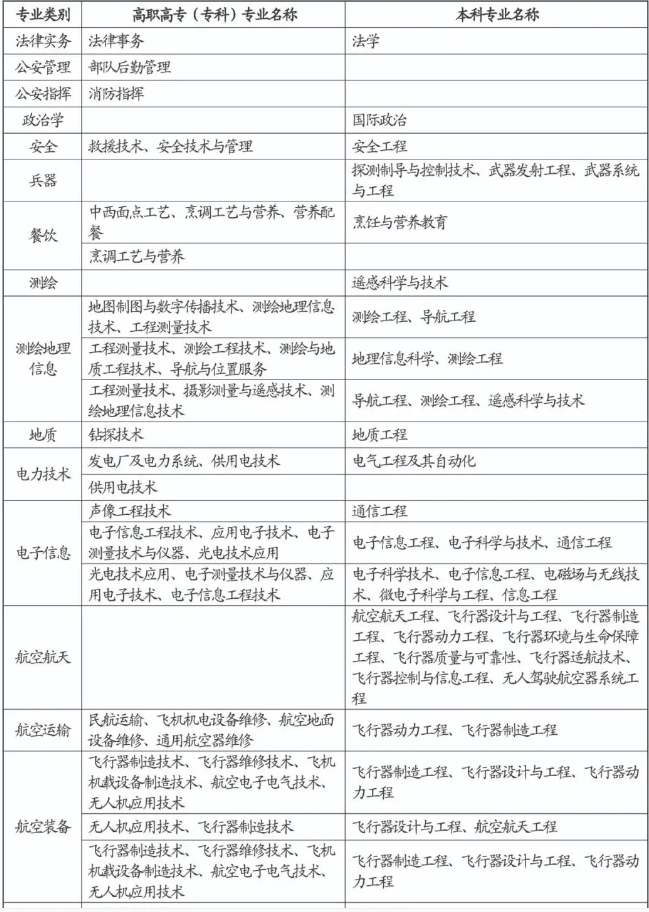 专业类别 高职高专（专科）专业名称 本科专业名称
法律实务 法律事务 法学
公安管理 部队后勤管理
公安指挥 消防指挥
政治学 国际政治
安全 救援技术、安全技术与管理 安全工程
兵器 探测制导与控制技术、武器发射工程、武器系统
与工程
餐饮
中西面点工艺、烹调工艺与营养、营养配
餐
烹饪与营养教育
烹调工艺与营养
测绘 遥感科学与技术
测绘地理
信息
地图制图与数字传播技术、测绘地理信息
技术、工程测量技术
测绘工程、导航工程
工程测量技术、测绘工程技术、测绘与地
质工程技术、导航与位置服务
地理信息科学、测绘工程
工程测量技术、摄影测量与遥感技术、测
绘地理信息技术
导航工程、测绘工程、遥感科学与技术
地质 钻探技术 地质工程
电力技术
发电厂及电力系统、供用电技术 电气工程及其自动化
供用电技术
电子信息
声像工程技术 通信工程
电子信息工程技术、应用电子技术、电子
测量技术与仪器、光电技术应用
电子信息工程、电子科学与技术、通信工程
光电技术应用、电子测量技术与仪器、应
用电子技术、电子信息工程技术
电子科学技术、电子信息工程、电磁场与无线技
术、微电子科学与工程、信息工程
航空航天
航空航天工程、飞行器设计与工程、飞行器制造
工程、飞行器动力工程、飞行器环境与生命保障
工程、飞行器质量与可靠性、飞行器适航技术、
飞行器控制与信息工程、无人驾驶航空器系统工
程
航空运输
民航运输、飞机机电设备维修、航空地面
设备维修、通用航空器维修
飞行器动力工程、飞行器制造工程
航空装备
飞行器制造技术、飞行器维修技术、飞机
机载设备制造技术、航空电子电气技术、
无人机应用技术
飞行器制造工程、飞行器设计与工程、飞行器动
力工程
无人机应用技术、飞行器制造技术 飞行器设计与工程、航空航天工程
飞行器制造技术、飞行器维修技术、飞机
机载设备制造技术、航空电子电气技术、
无人机应用技术
飞行器制造工程、飞行器设计与工程、飞行器动
力工程